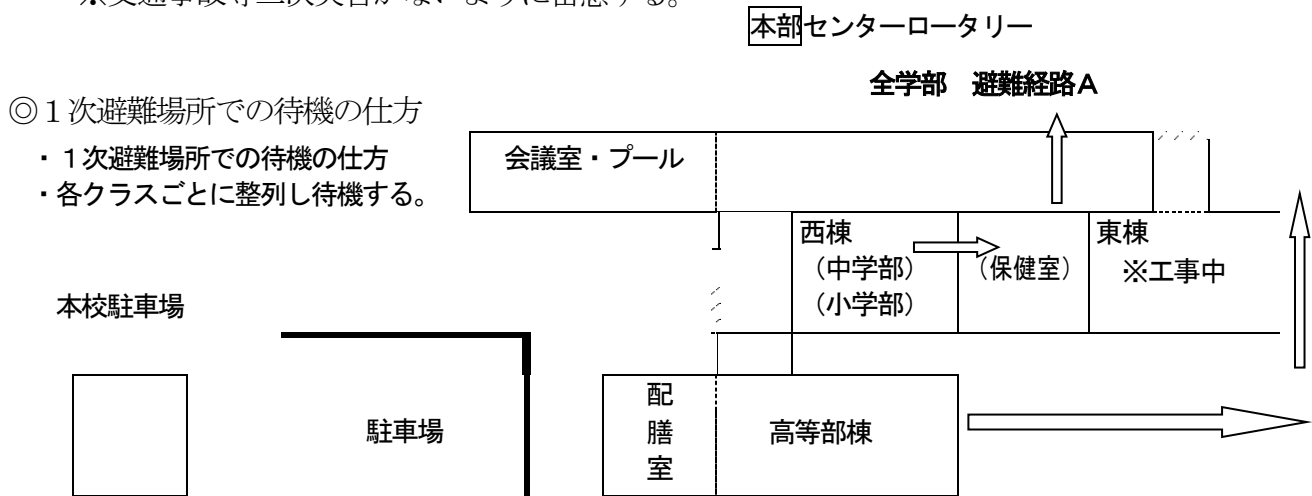 ※交通事故等二次災害がないように留意する。
本部センターロータリー
全学部　避難経路A
◎１次避難場所での待機の仕方
・１次避難場所での待機の仕方
・各クラスごとに整列し待機する。
会議室・プール
西棟
（中学部）
（小学部）
（保健室）
東棟
※工事中
本校駐車場
駐車場
配
膳
室
高等部棟